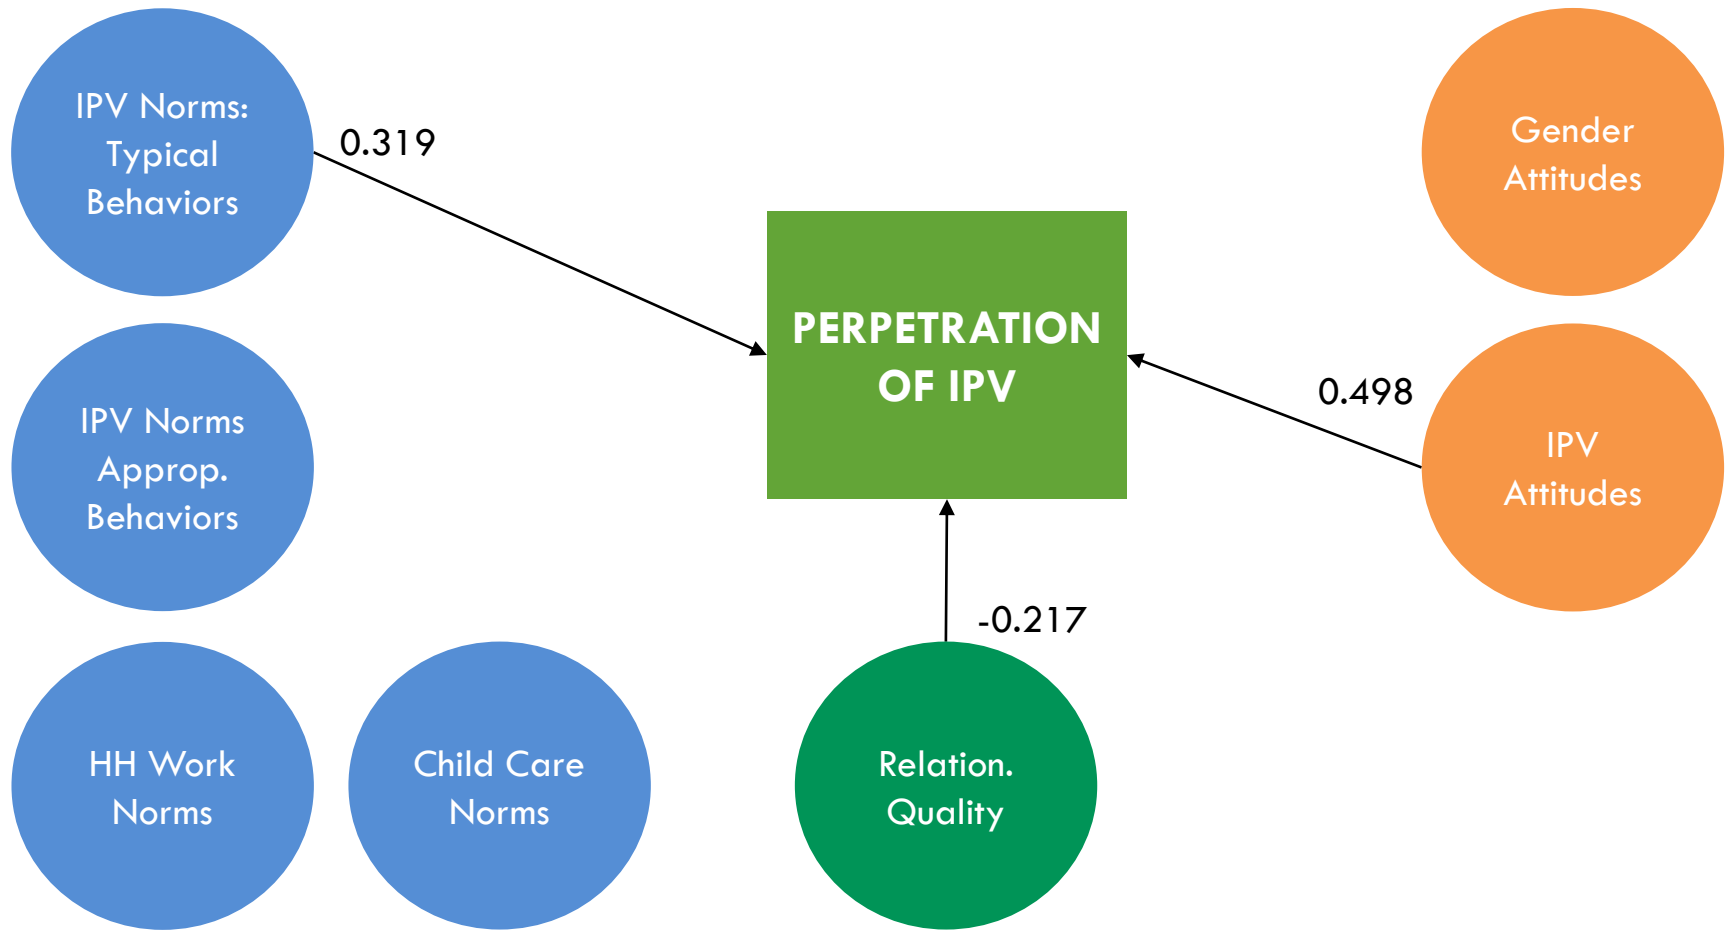 IPV Norms:
Typical
Behaviors
0.319
Gender
Attitudes
PERPETRATION
OF IPV
IPV Norms
Approp.
Behaviors
0.498
IPV
Attitudes
-0.217
HH Work
Norms
Child Care
Norms
Relation.
Quality